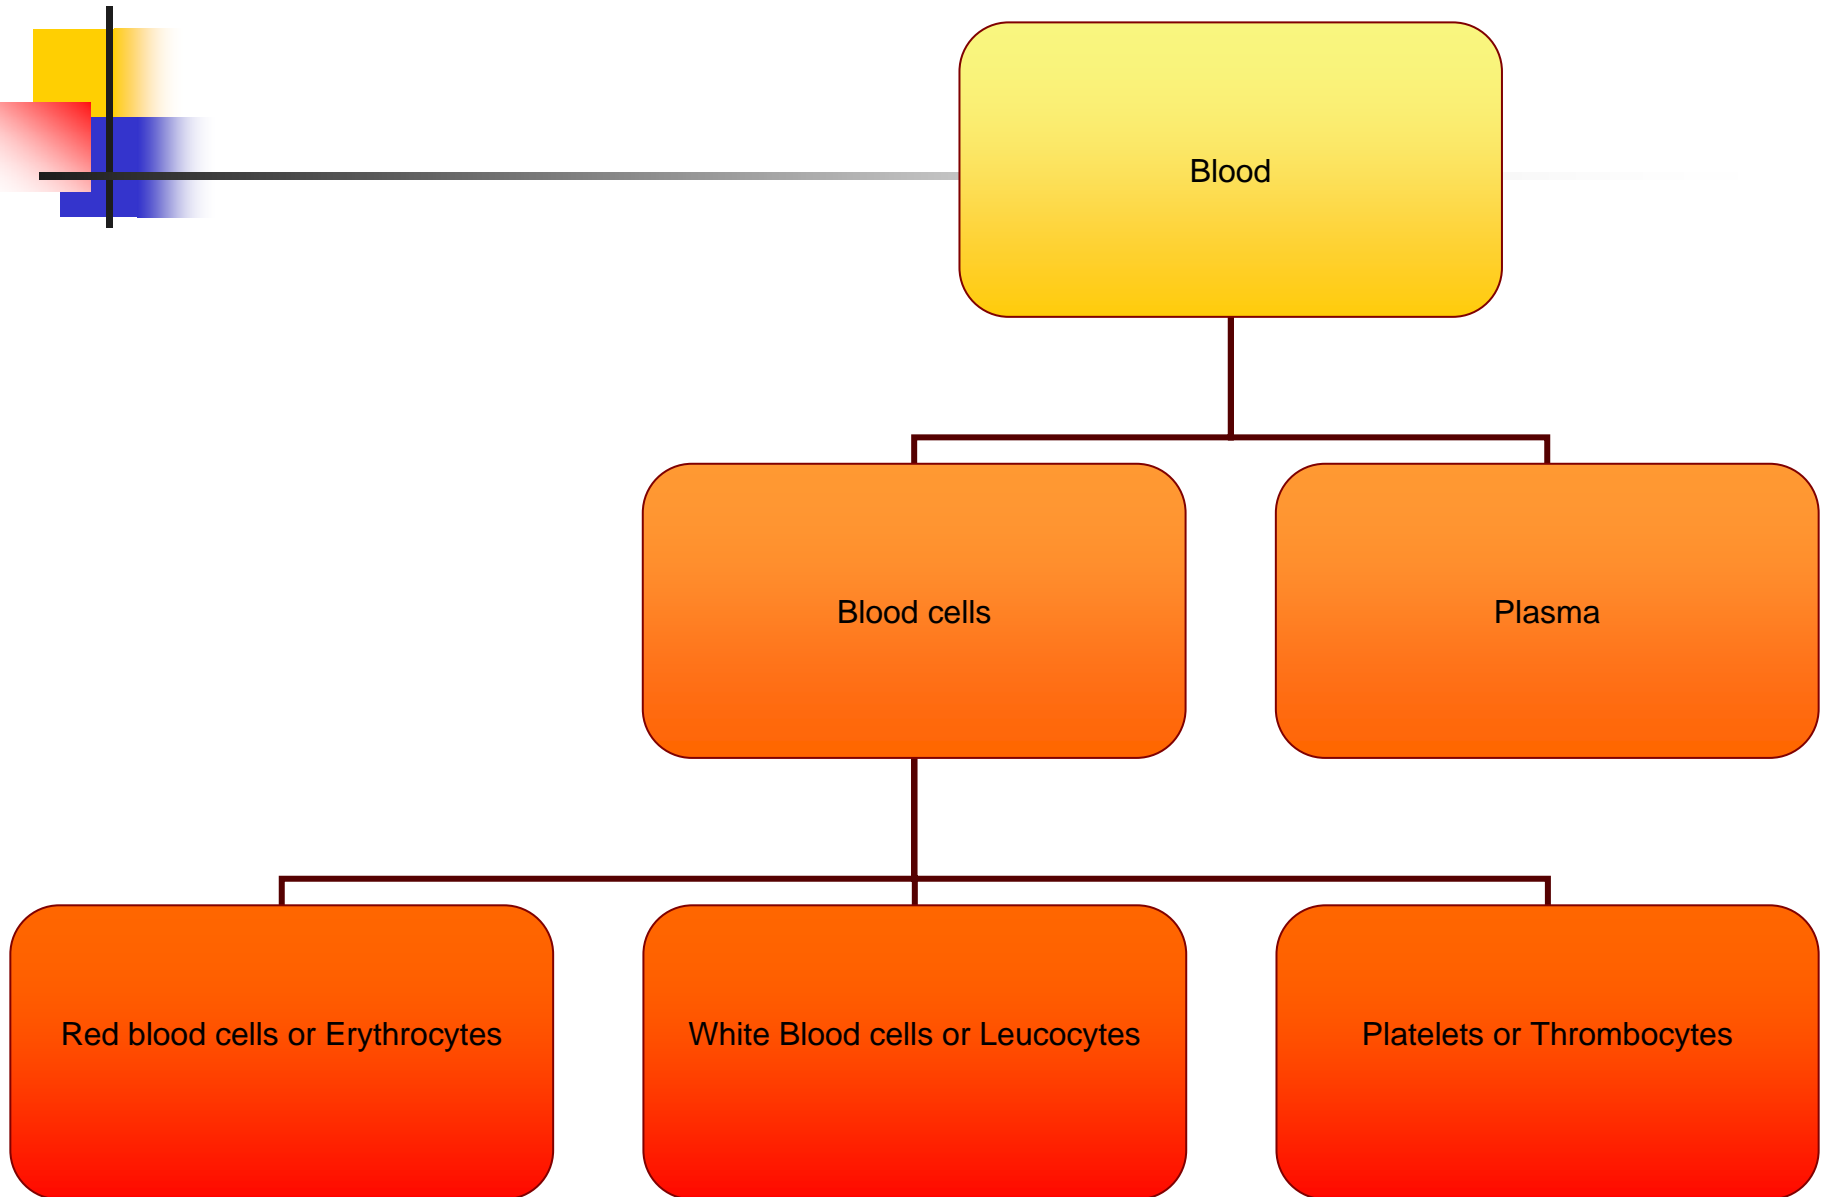 Blood
Blood cells
Plasma
Red blood cells or Erythrocytes
White Blood cells or Leucocytes
Platelets or Thrombocytes